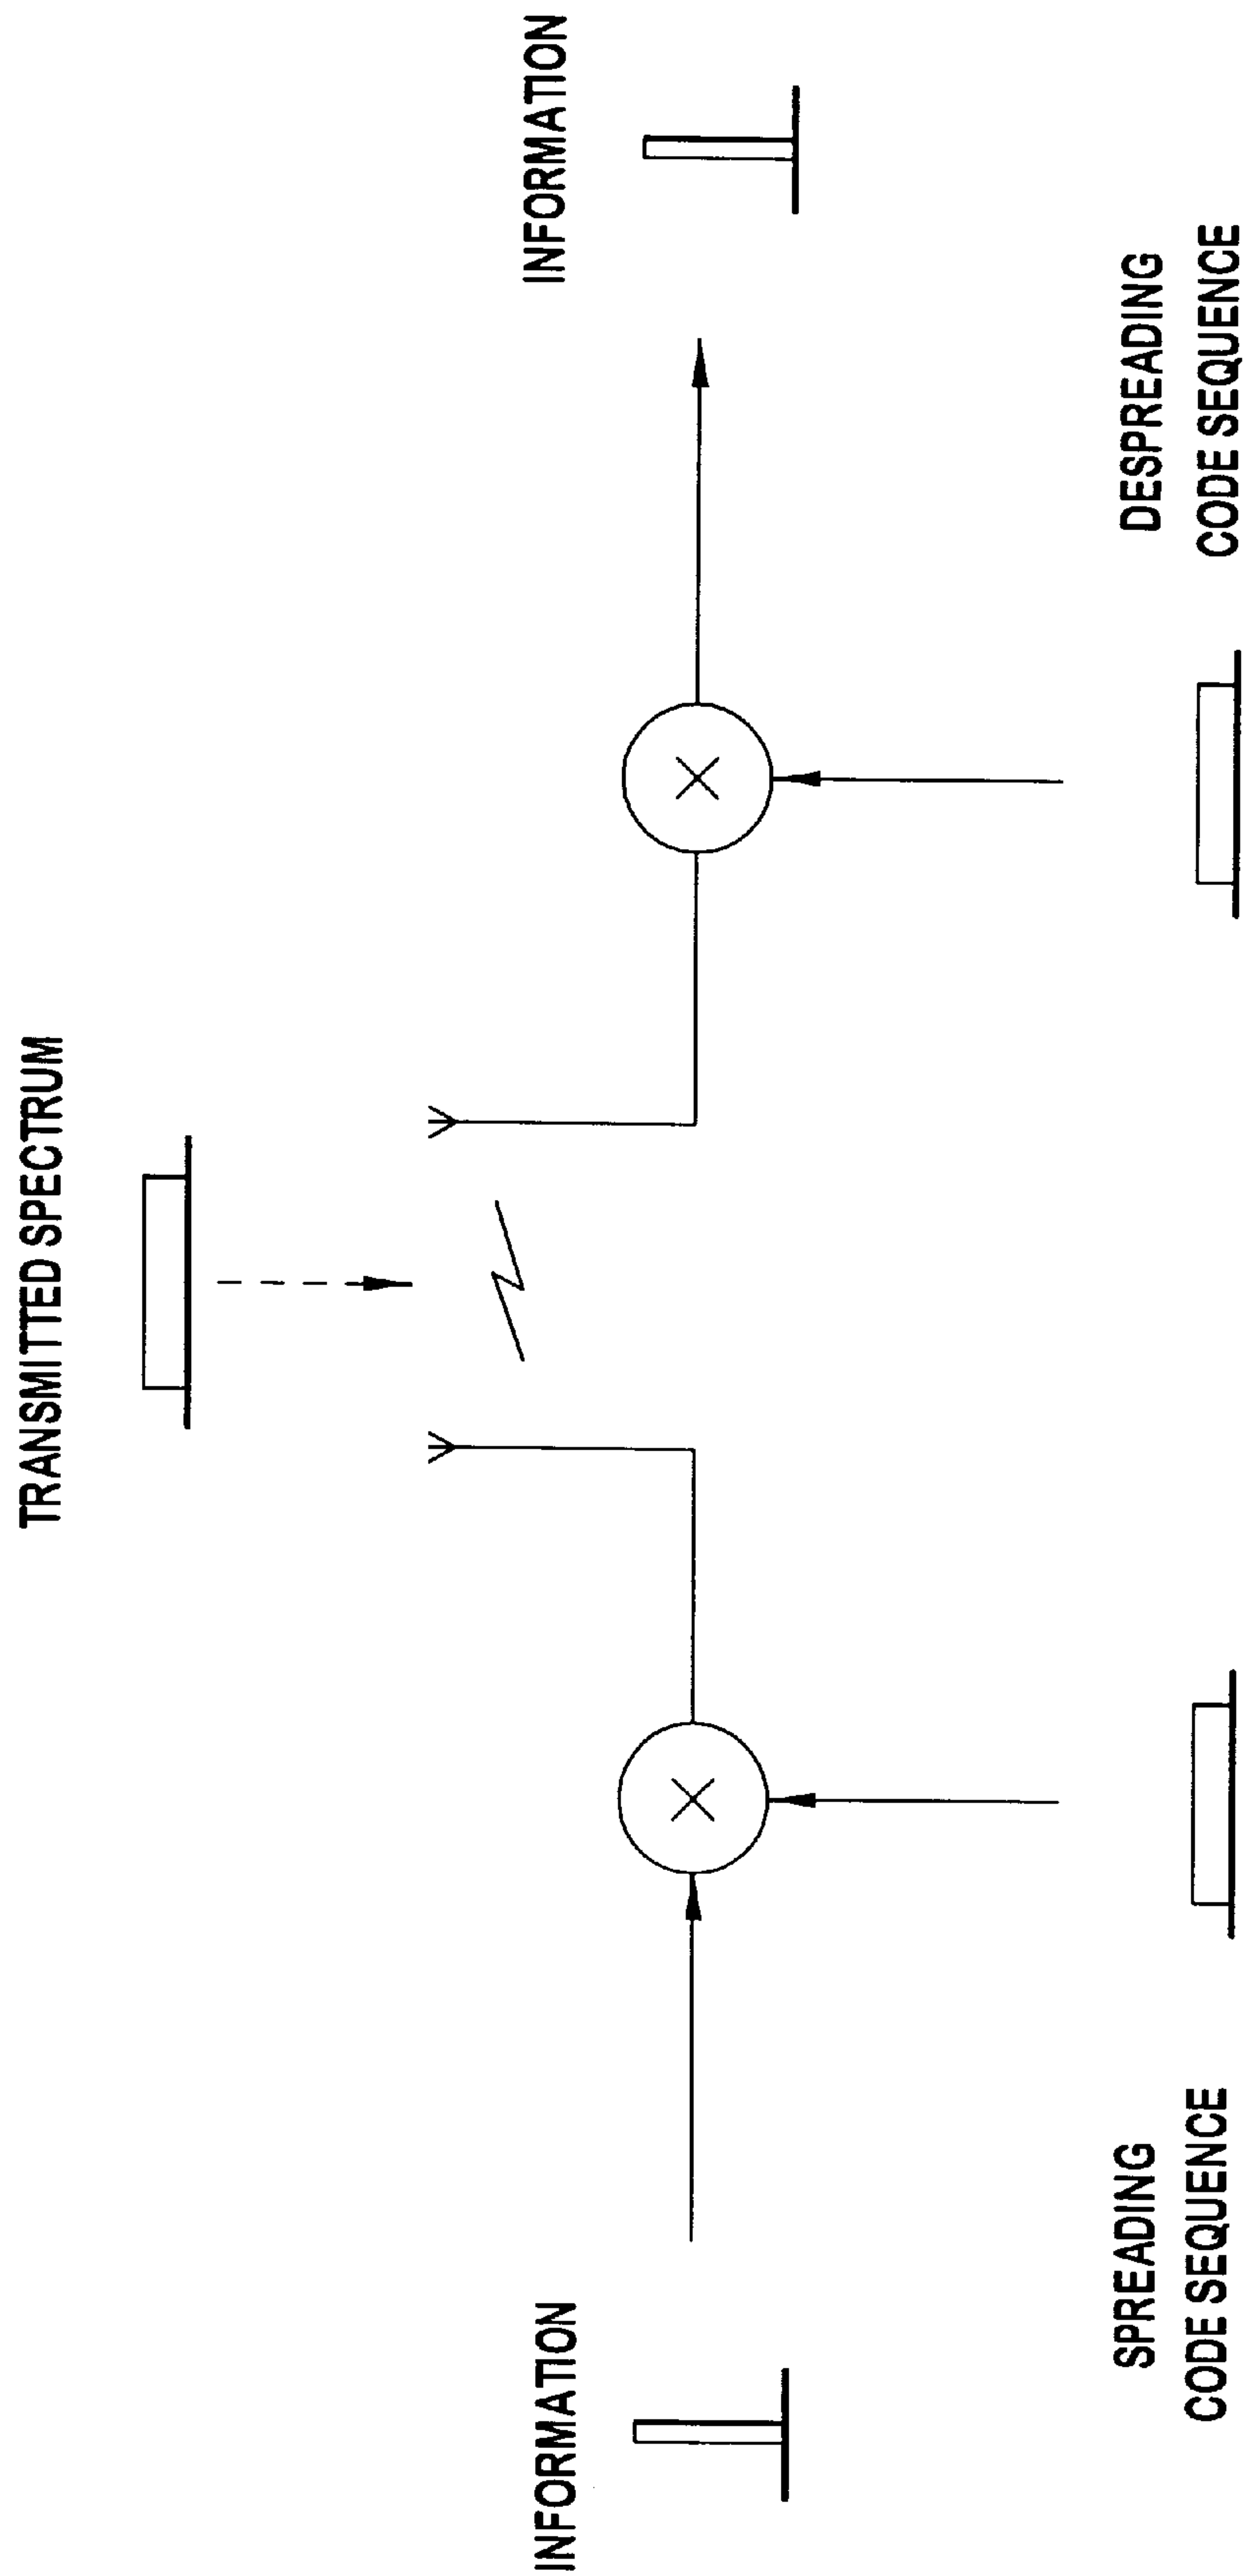 TRANSMITTED SPECTRUM
INFORMATION
INFORMATION
SPREADING
CODE SEQUENCE
DESPREADING
CODE SEQUENCE